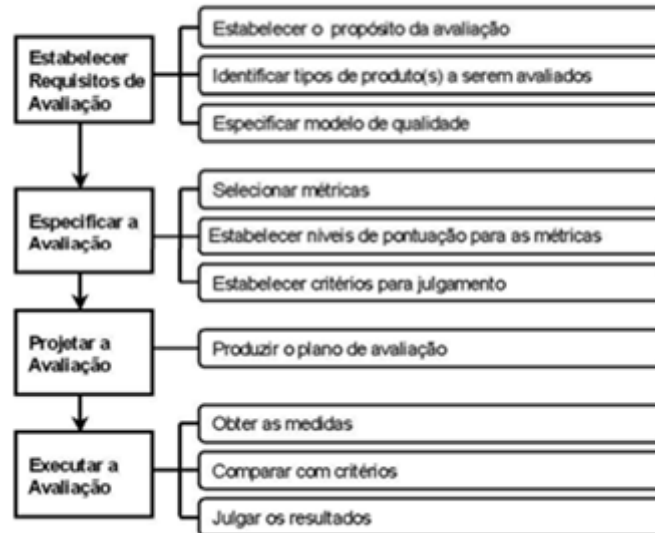 Estabelecer
Requisitos de
Avaliação
Estabelecer o propósito da avaliação
Identificar tipos de produto(s) a serem avaliados
Especificar modelo de qualidade
Especificar a
Avaliação
Selecionar métricas
Estabelecer níveis de pontuação para as métricas
Estabelecer critérios para julgamento
Projetar a
Avaliação
Produzir o plano de avaliação
Executar a
Avaliação
Obter as medidas
Comparar com critérios
Julgar os resultados